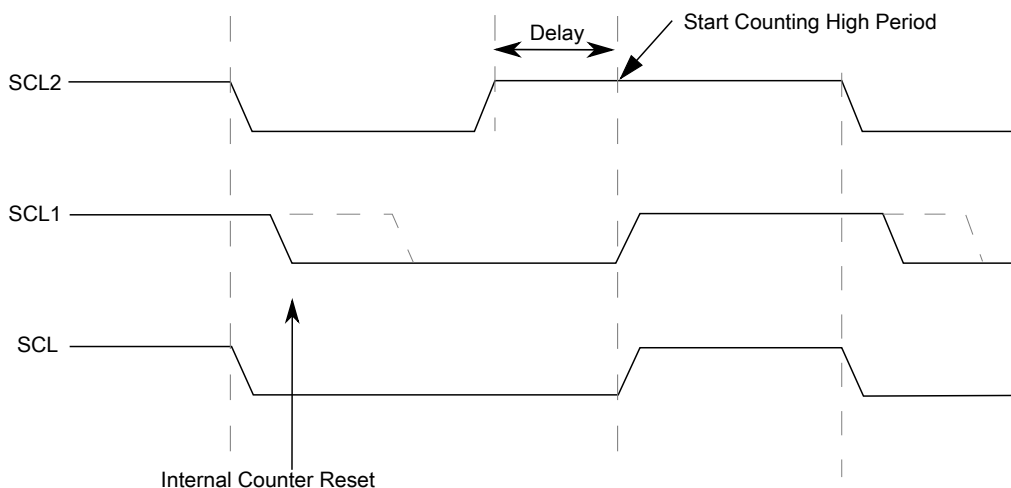 Start Counting High Period
Delay
SCL2
SCL1
SCL
Internal Counter Reset